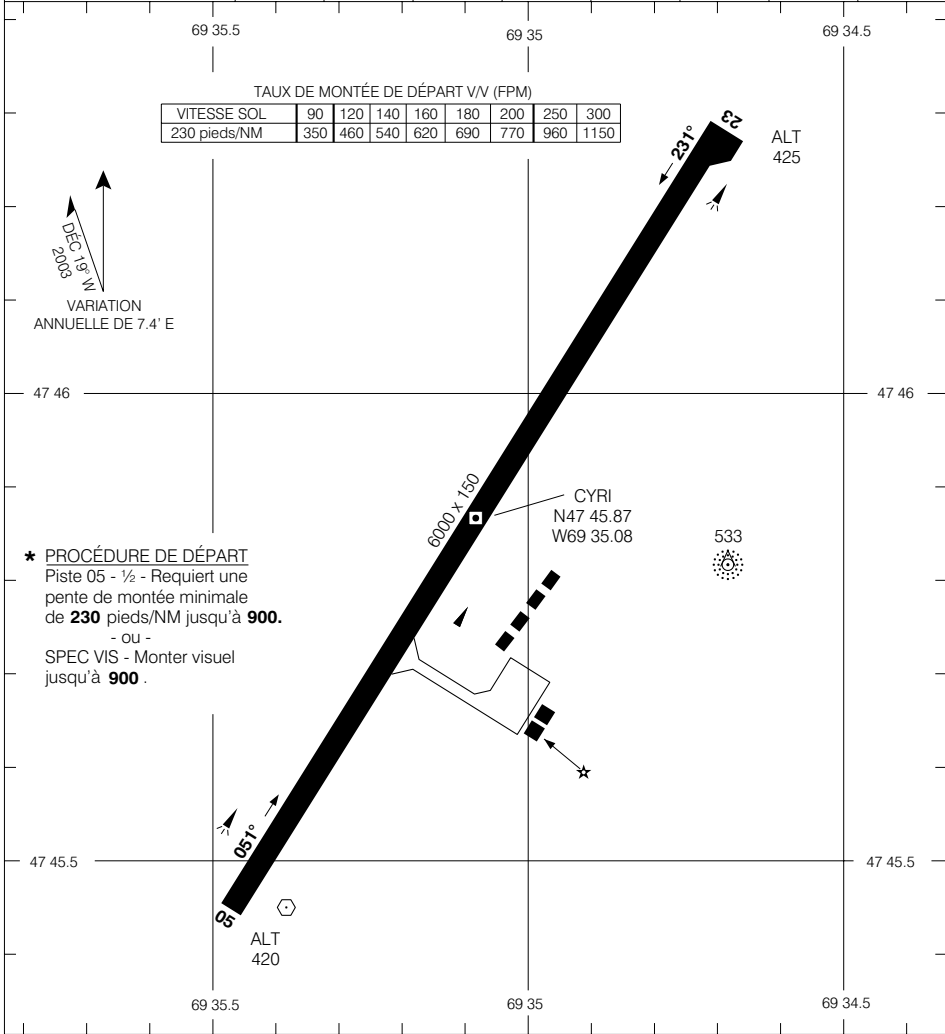 69 35.5
69 35
69 34.5
TAUX DE MONTÉE DE DÉPART V/V (FPM)
VITESSE SOL 90 120 140 160 180 200 250 300
230 pieds/NM 350 460 540 620 690 770 960 1150
23
231°
ALT
425
DÉC 19° W
2003
VARIATION
ANNUELLE DE 7.4' E
47 46
47 46
6000 x 150
CYRI
N47 45.87
W69 35.08
533
* PROCÉDURE DE DÉPART
Piste 05 - ½ - Requiert une
pente de montée minimale
de 230 pieds/NM jusqu'à 900.
- ou -
SPEC VIS - Monter visuel
jusqu'à 900 .
051°
47 45.5
47 45.5
05
ALT
420
69 35.5
69 35
69 34.5